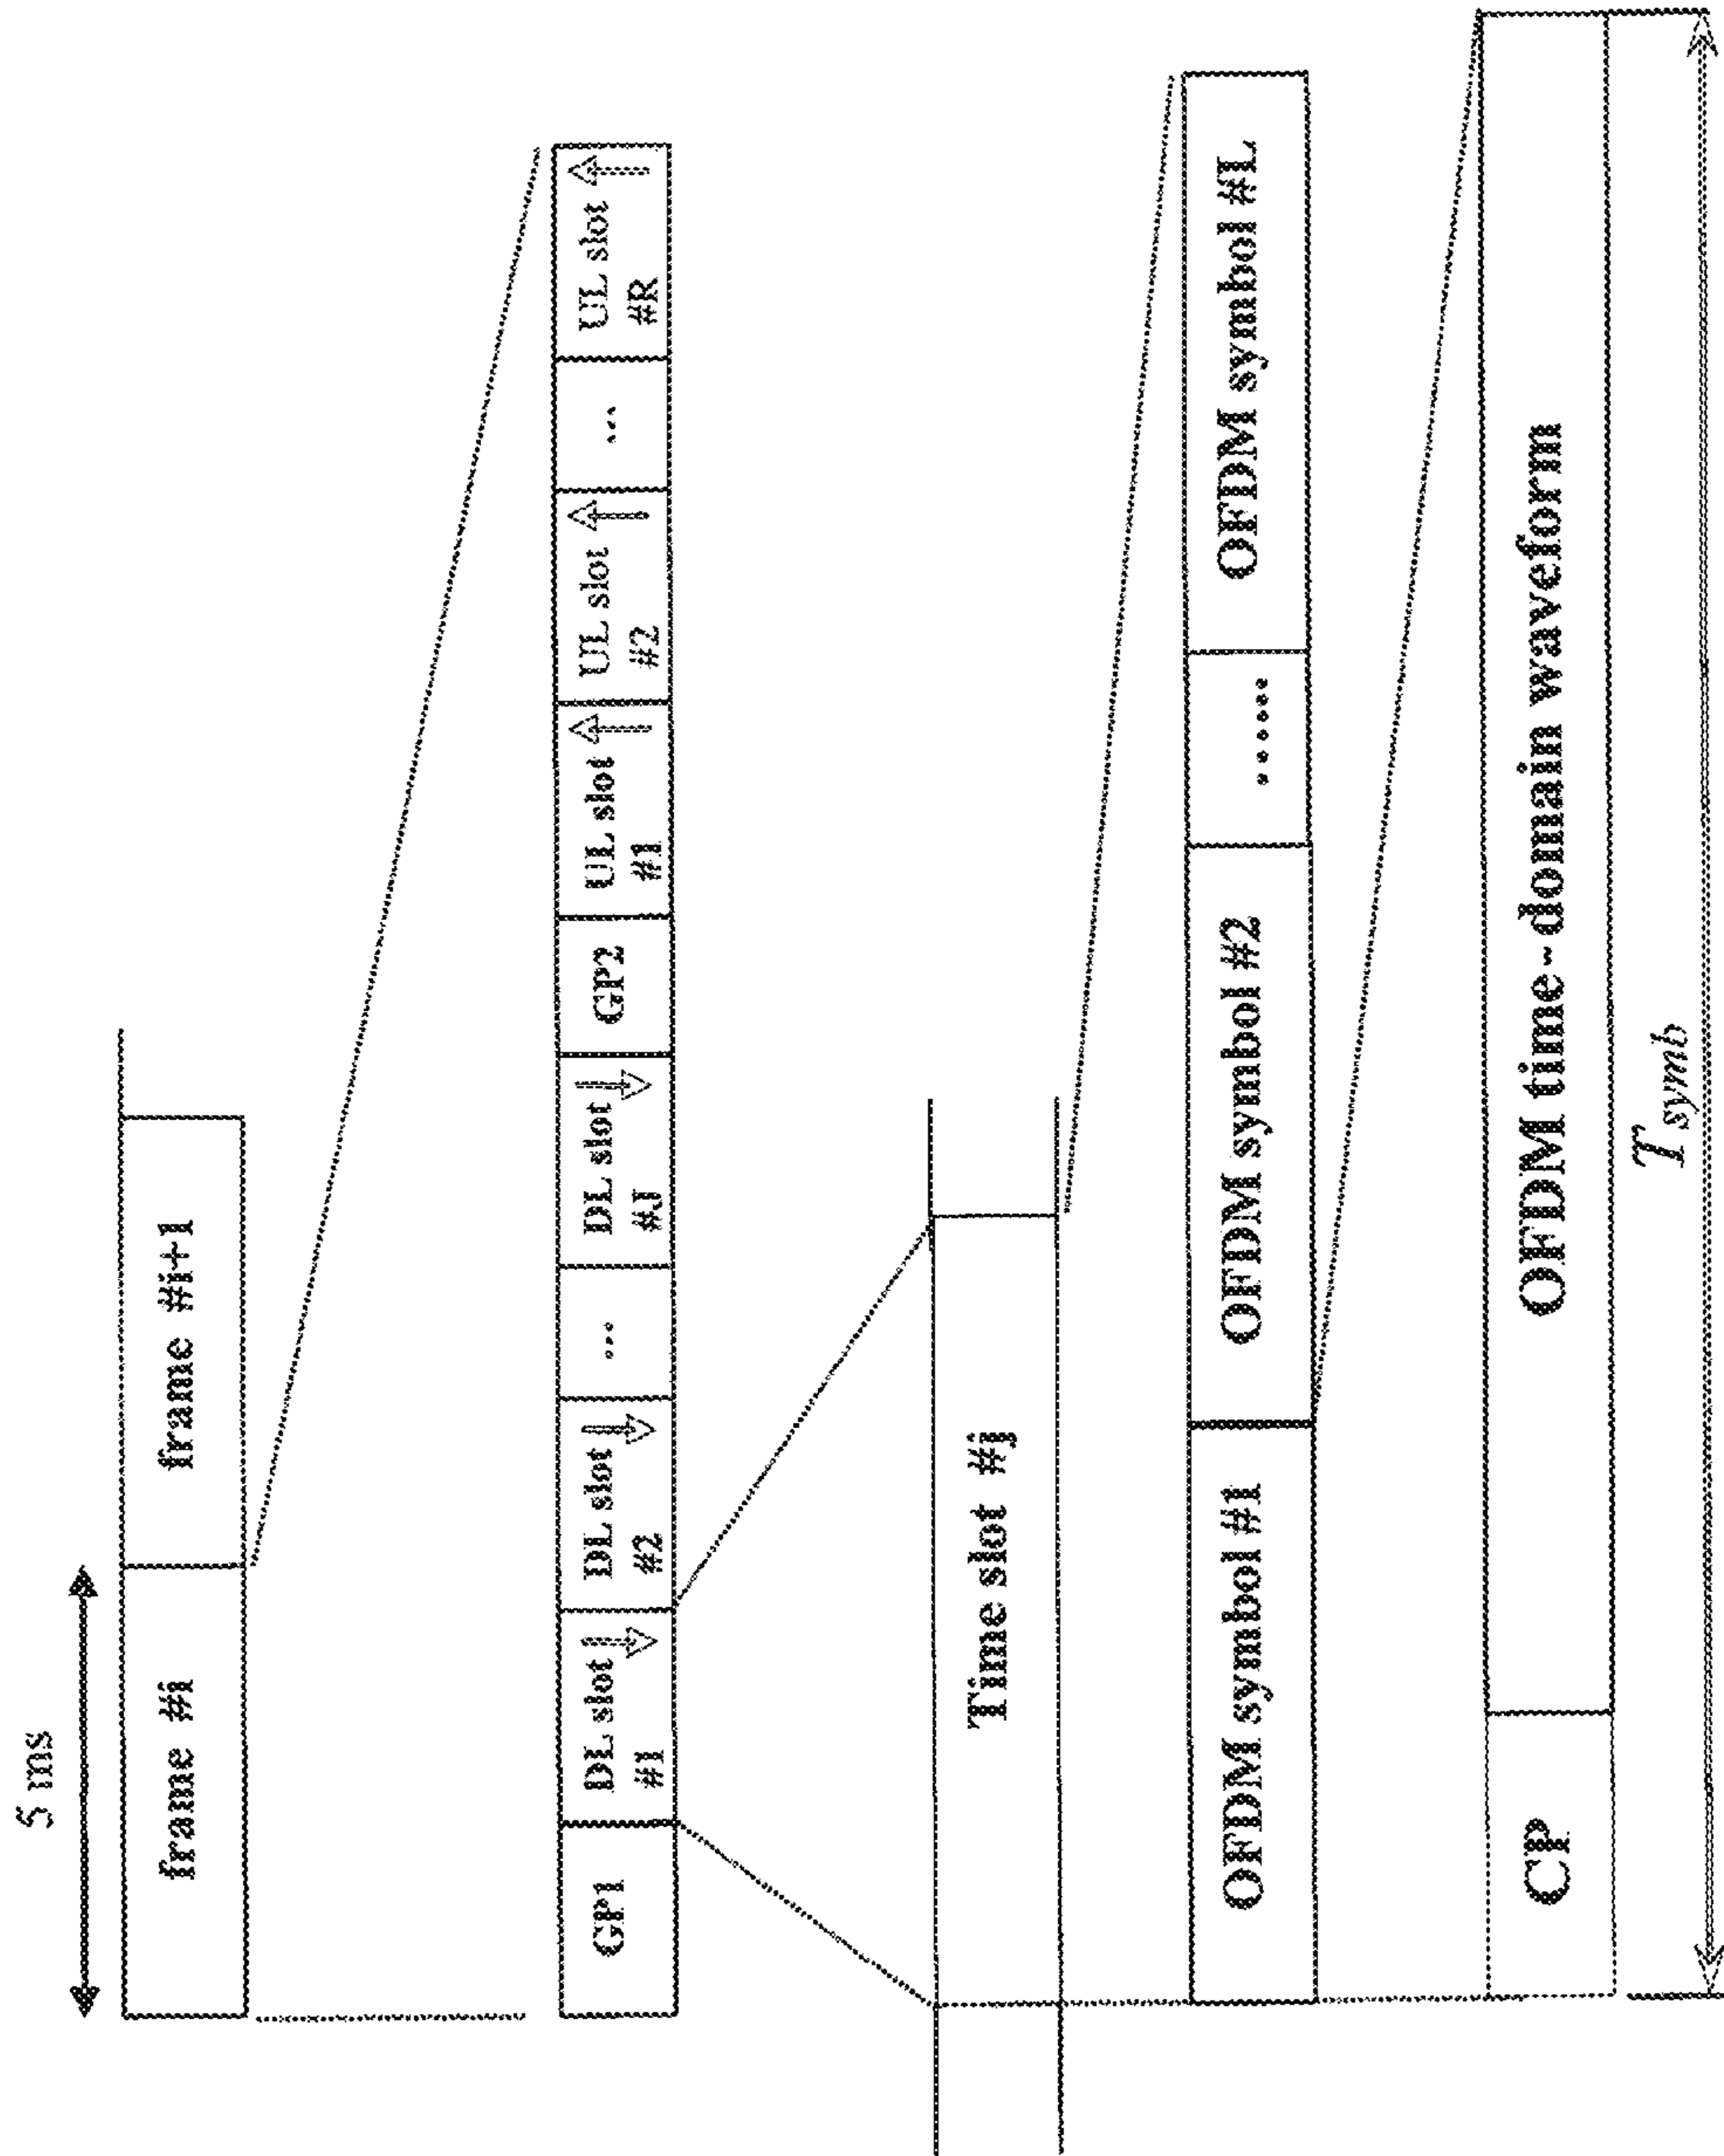 5 ms
frame #i
frame #i+1
GP1
DL slot
#1
DL slot
#2
...
DL slot
#J
GP2
UL slot
#1
UL slot
#2
...
UL slot
#R
Time slot #j
OFDM symbol #1
OFDM symbol #2
......
OFDM symbol #L
CP
OFDM time-domain waveform
Tsymb